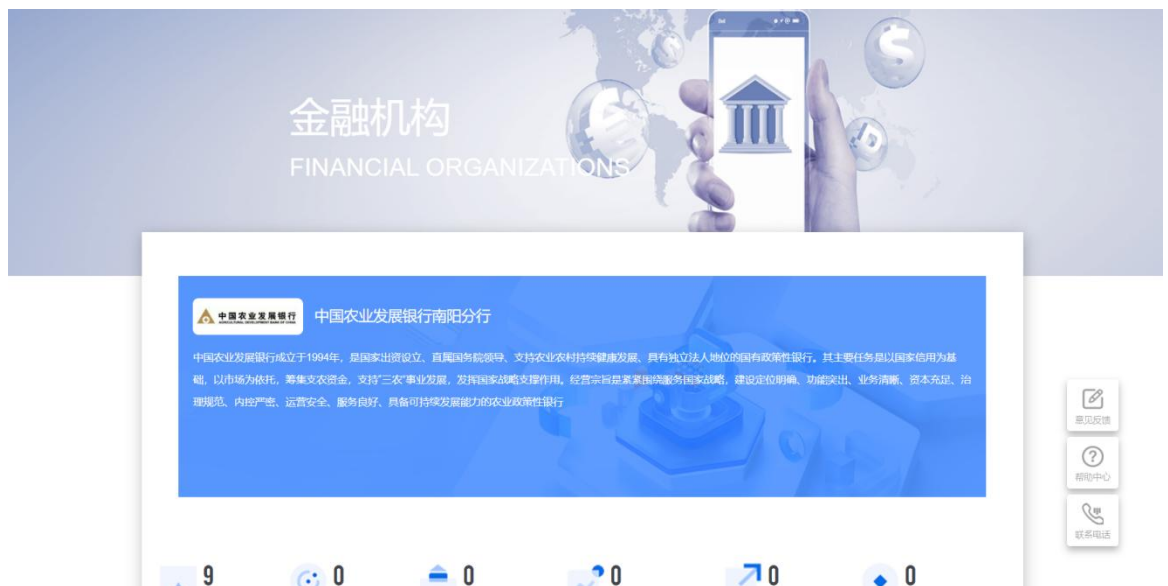 金融机构
FINANCIAL ORGANIZATIONS
中国农业发展银行
中国农业发展银行南阳分行
中国农业发展银行成立于1994年，是国家出资设立、直属国务院领导、支持农业农村持续健康发展、具有独立法人地位的国有政策性银行。其主要任务是以国家信用为基
础，以市场为依托，筹集支农资金，支持“三农”事业发展，发挥国家战略支撑作用。经营宗旨是紧紧围绕服务国家战略，建设定位明确、功能突出、业务清晰、资本充足、治
理规范、内控严密、运营安全、服务良好、具备可持续发展能力的农业政策性银行
意见反馈
帮助中心
联系电话
9 0 0 0 0 0